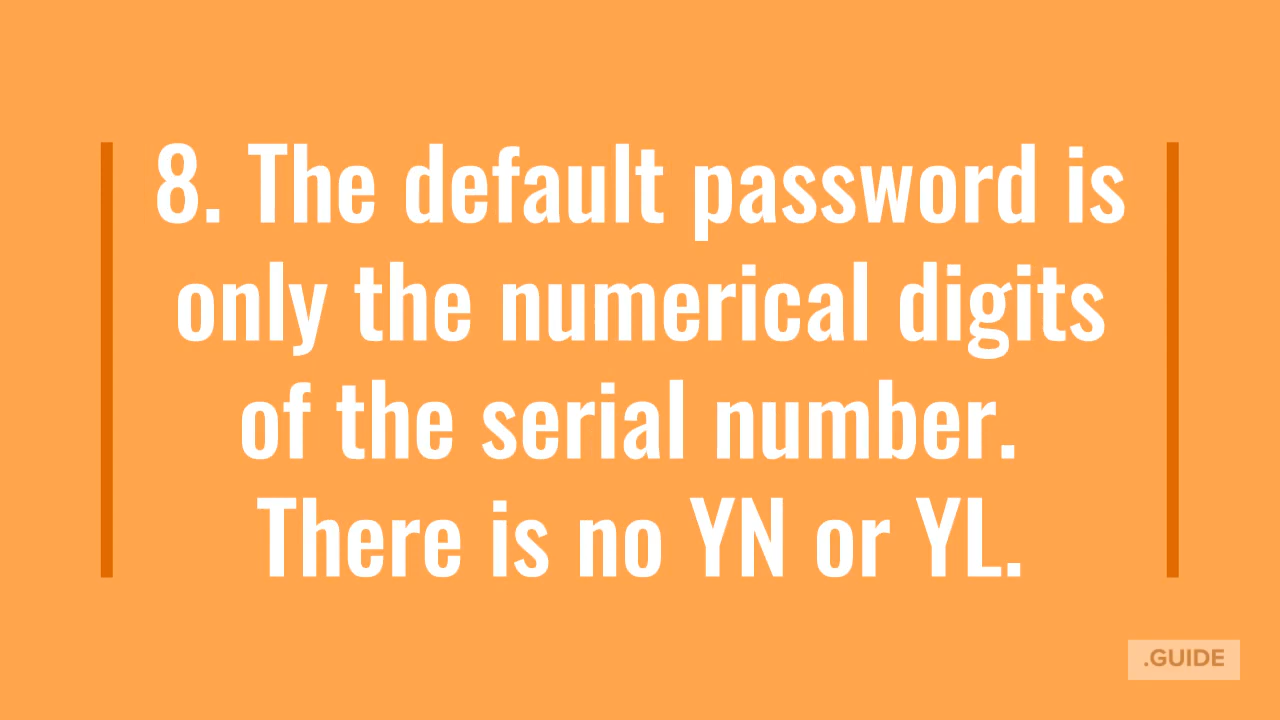 8. The default password is
only the numerical digits
of the serial number.
There is no YN or YL.
.GUIDE